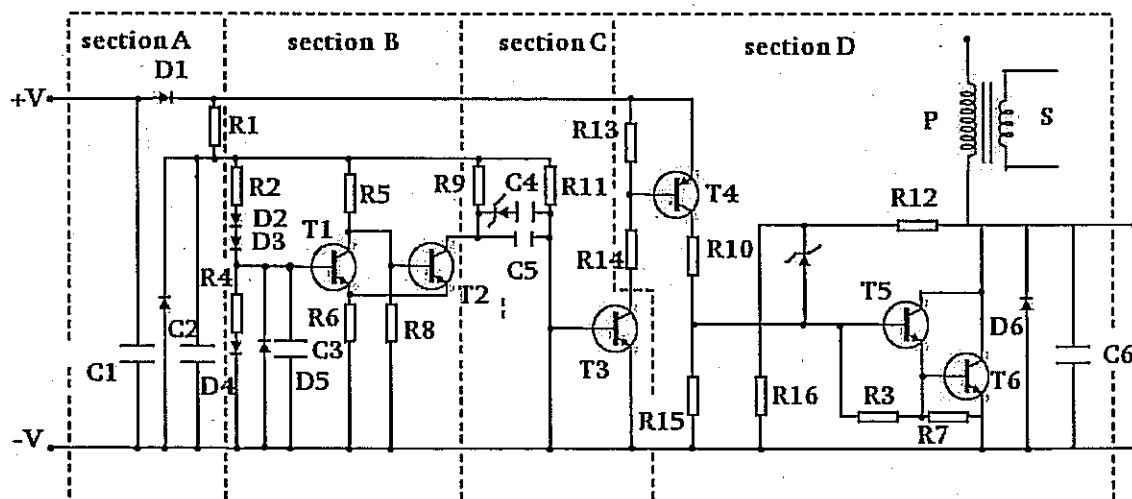 section A
section B
section C
section D
D1
+V
R1
R13
P
S
R2
R5
R9
C4
R11
T4
D2
R12
D3
T1
R4
C5
R14
R10
T2
C2
R6
R8
T5
D6
C1
D4
C3
D5
T3
T6
C6
R15
R16
R3
R7
-V